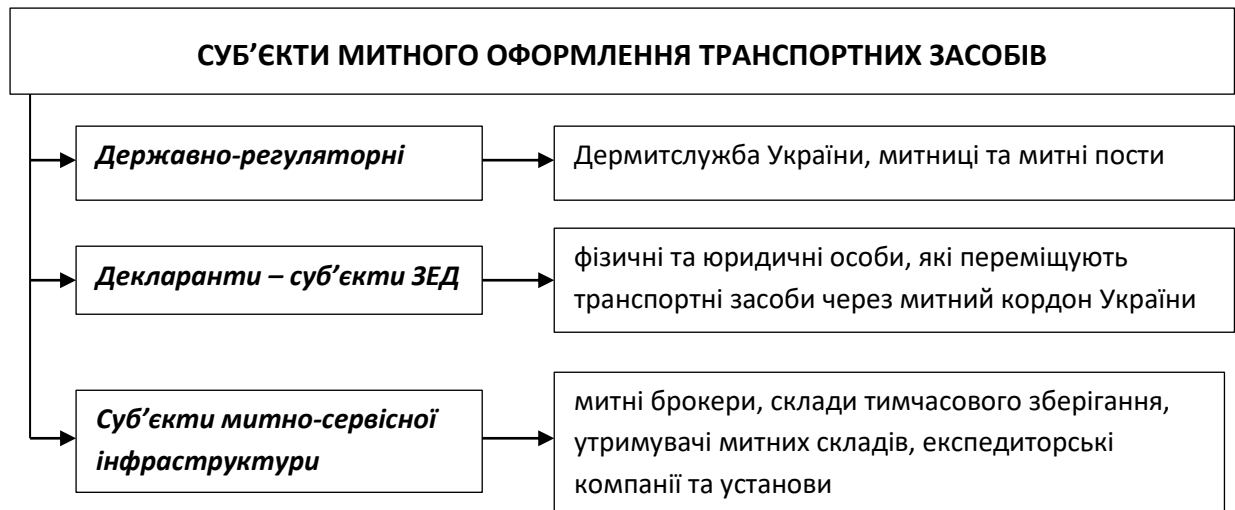 СУБ’ЄКТИ МИТНОГО ОФОРМЛЕННЯ ТРАНСПОРТНИХ ЗАСОБІВ
Державно-регуляторні
Дермитслужба України, митниці та митні пости
Декларанти – суб’єкти ЗЕД
фізичні та юридичні особи, які переміщують
транспортні засоби через митний кордон України
Суб’єкти митно-сервісної
інфраструктури
митні брокери, склади тимчасового зберігання,
утримувачі митних складів, експедиторські
компанії та установи